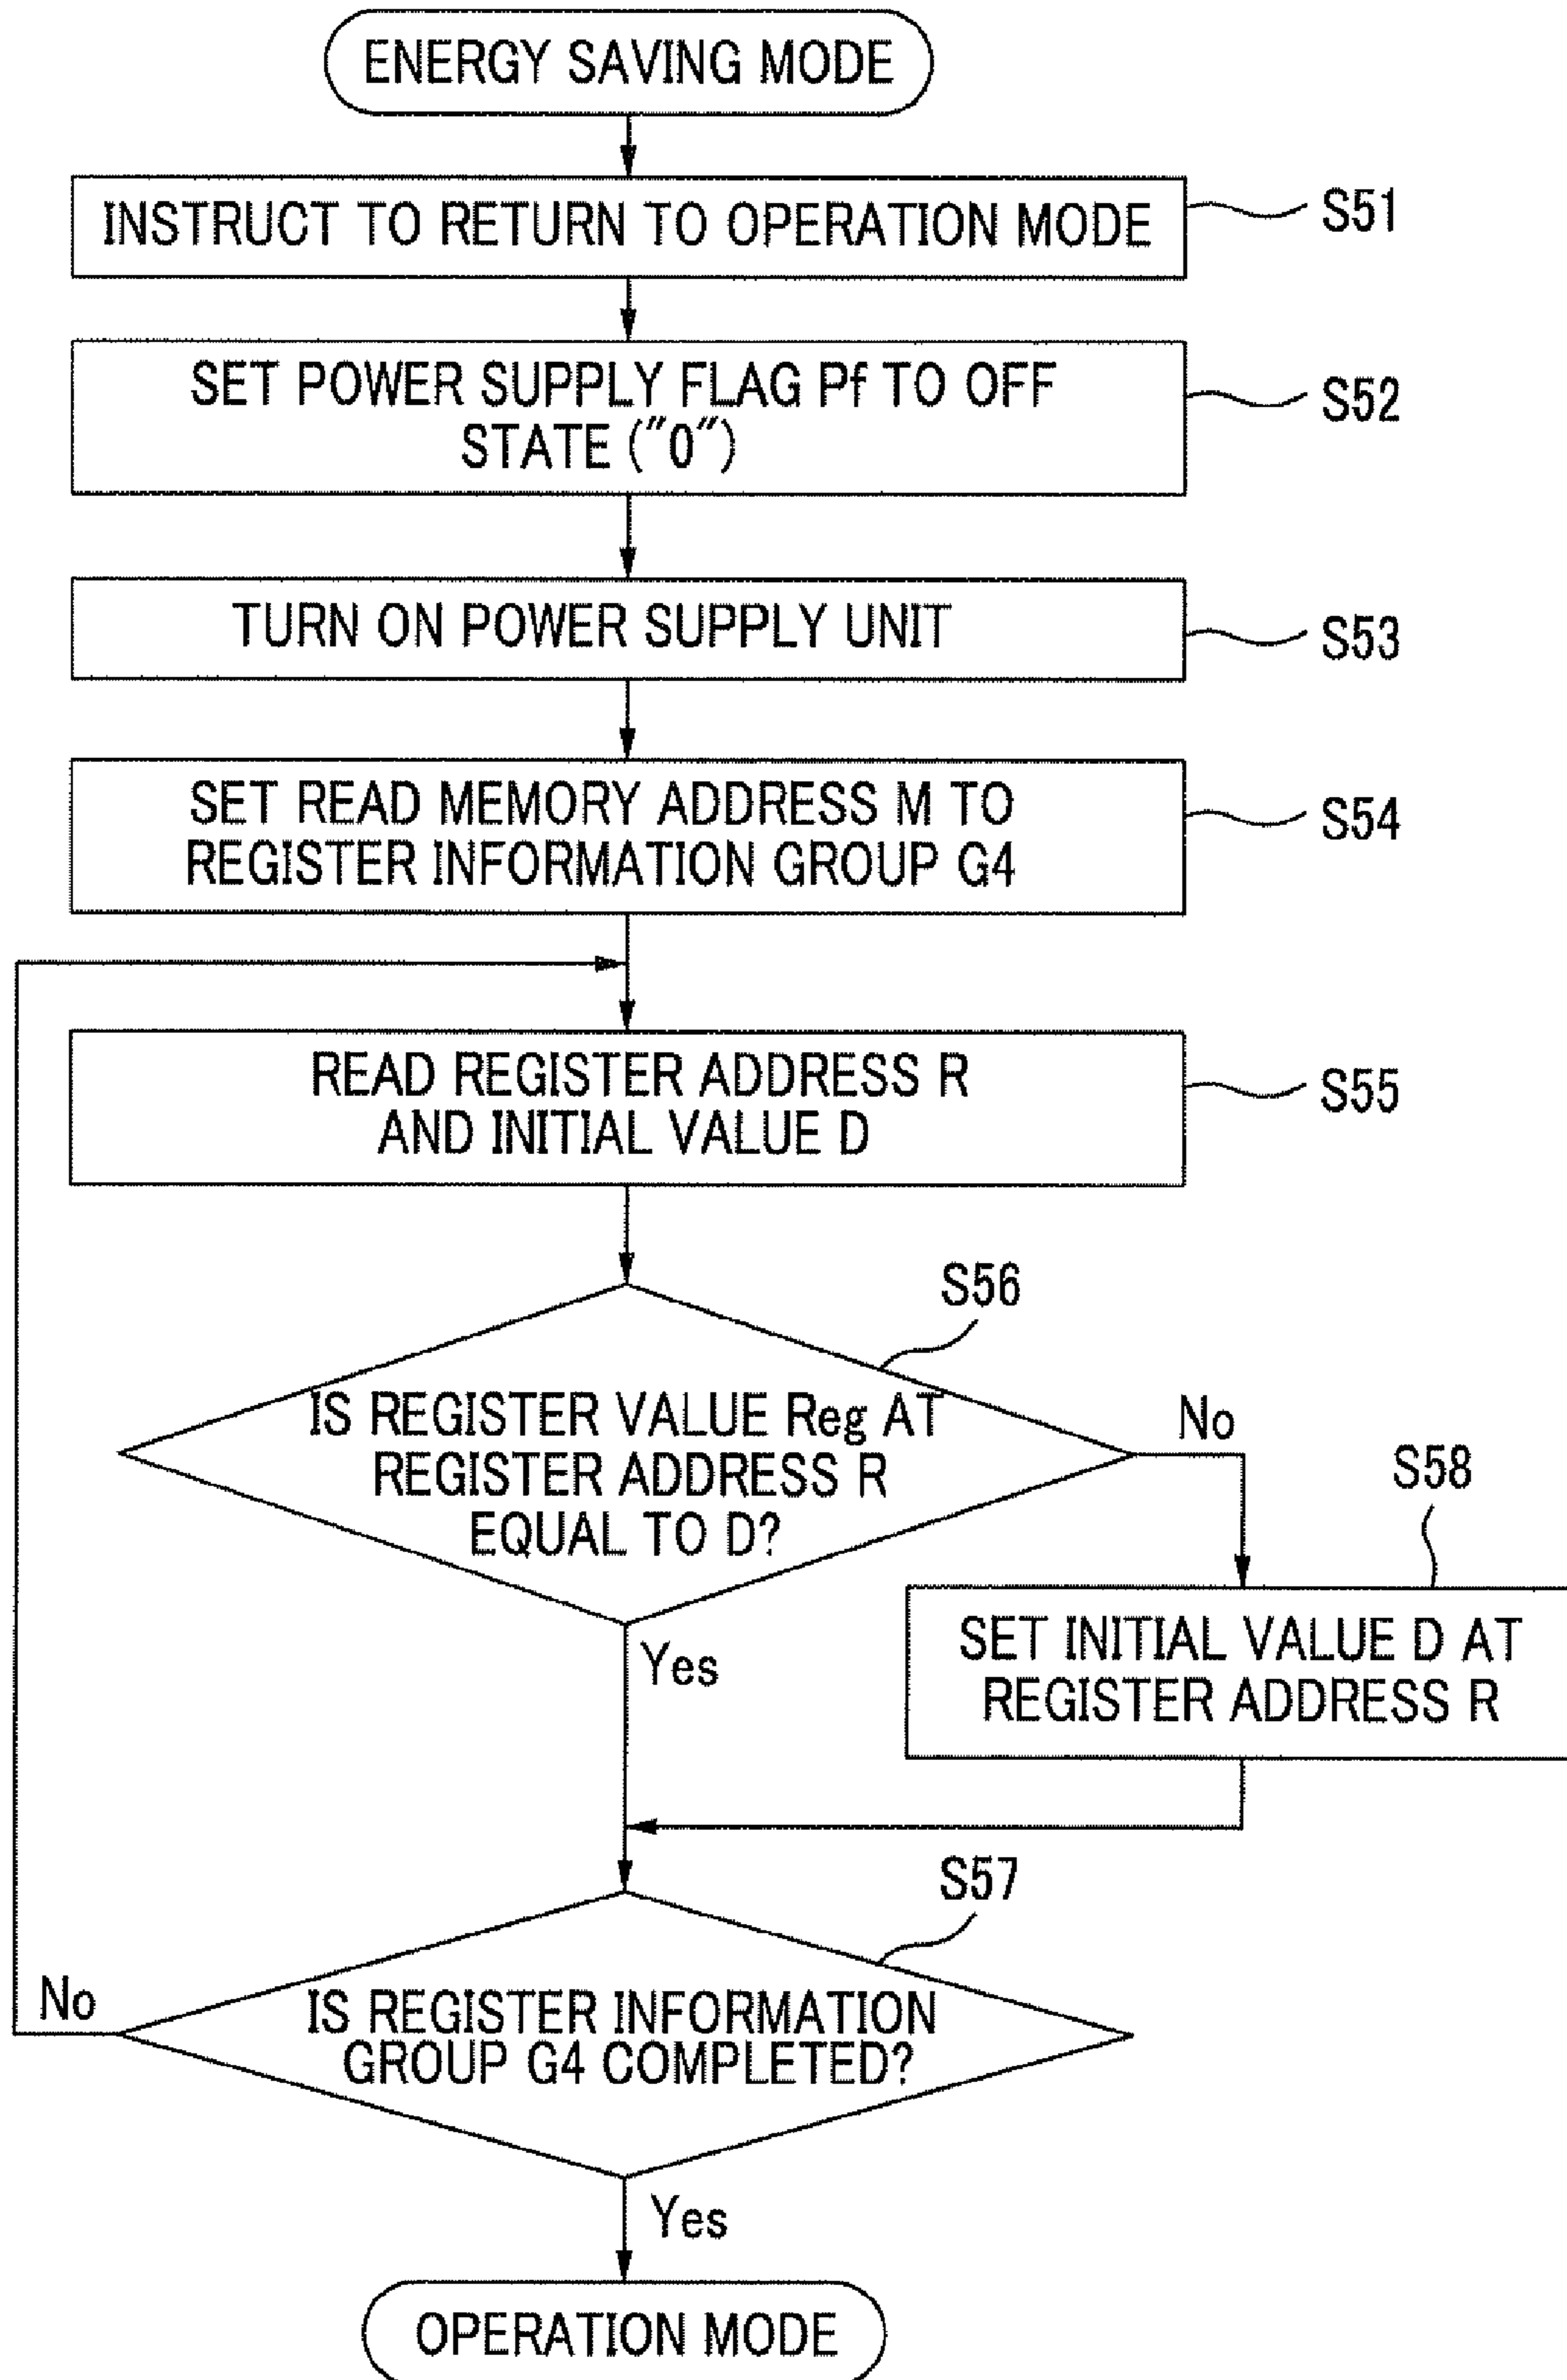 ENERGY SAVING MODE
INSTRUCT TO RETURN TO OPERATION MODE
S51
SET POWER SUPPLY FLAG Pf TO OFF
STATE ("0")
S52
TURN ON POWER SUPPLY UNIT
S53
SET READ MEMORY ADDRESS M TO
REGISTER INFORMATION GROUP G4
S54
READ REGISTER ADDRESS R
AND INITIAL VALUE D
S55
S56
IS REGISTER VALUE Reg AT
REGISTER ADDRESS R
EQUAL TO D?
No
S58
SET INITIAL VALUE D AT
REGISTER ADDRESS R
Yes
S57
IS REGISTER INFORMATION
GROUP G4 COMPLETED?
No
Yes
OPERATION MODE